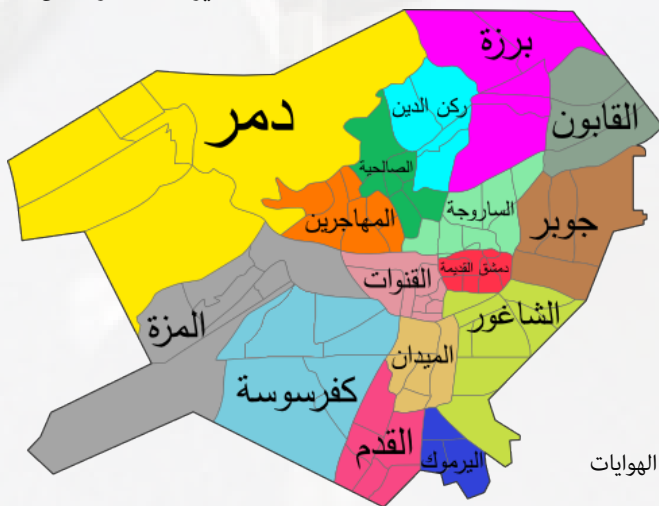 برزة
دمر
ركن الدين
القابون
الصالحية
المهاجرين
الساروجة
جوبر
دمشق القديمة
القنوات
المزة
الشاغور
الميدان
كفرسوسة
القدم
اليرموك
الهوايات